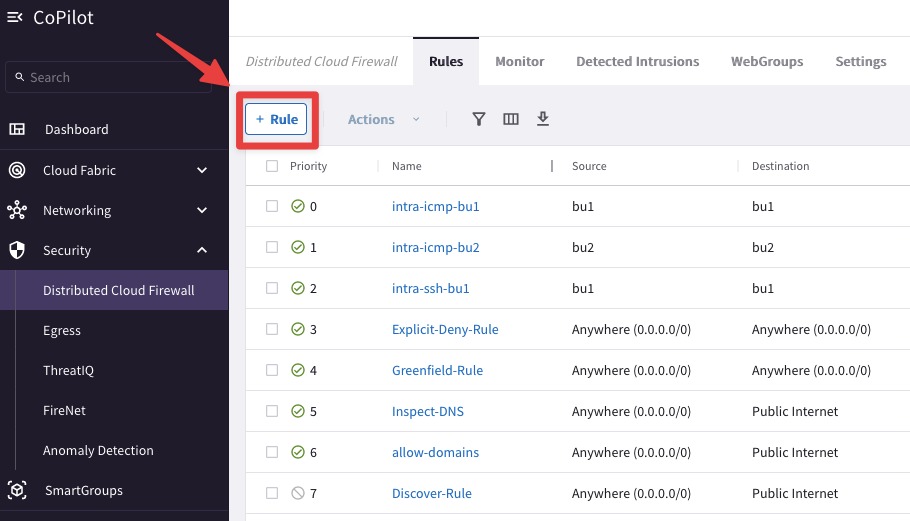 CoPilot
Search
Dashboard
Cloud Fabric
Networking
Security
Distributed Cloud Firewall
Egress
ThreatIQ
FireNet
Anomaly Detection
SmartGroups
Distributed Cloud Firewall Rules Monitor Detected Intrusions WebGroups Settings
+ Rule Actions
Priority Name Source Destination
0 intra-icmp-bu1 bu1 bu1
1 intra-icmp-bu2 bu2 bu2
2 intra-ssh-bu1 bu1 bu1
3 Explicit-Deny-Rule Anywhere (0.0.0.0/0) Anywhere (0.0.0.0/0)
4 Greenfield-Rule Anywhere (0.0.0.0/0) Anywhere (0.0.0.0/0)
5 Inspect-DNS Anywhere (0.0.0.0/0) Public Internet
6 allow-domains Anywhere (0.0.0.0/0) Public Internet
7 Discover-Rule Anywhere (0.0.0.0/0) Public Internet